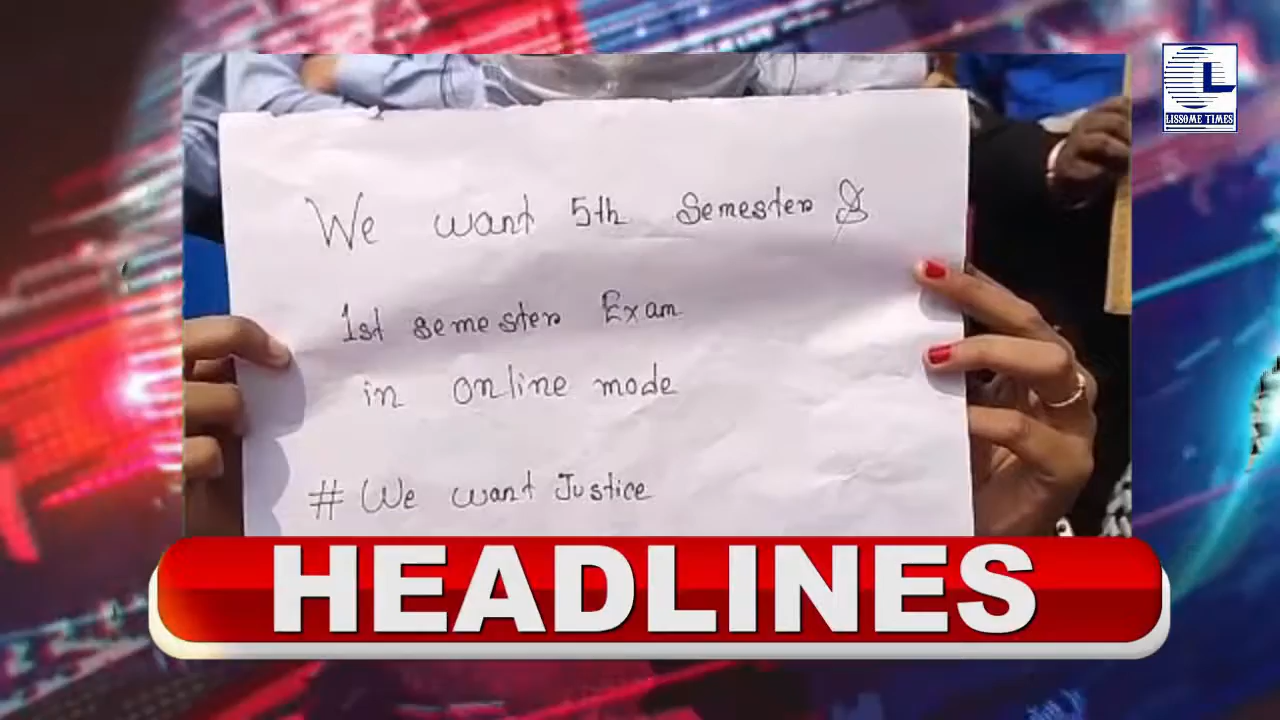 L
LISSOME TIMES
We want 5th Semester &
1st semester Exam
in online mode
# We want Justice
HEADLINES